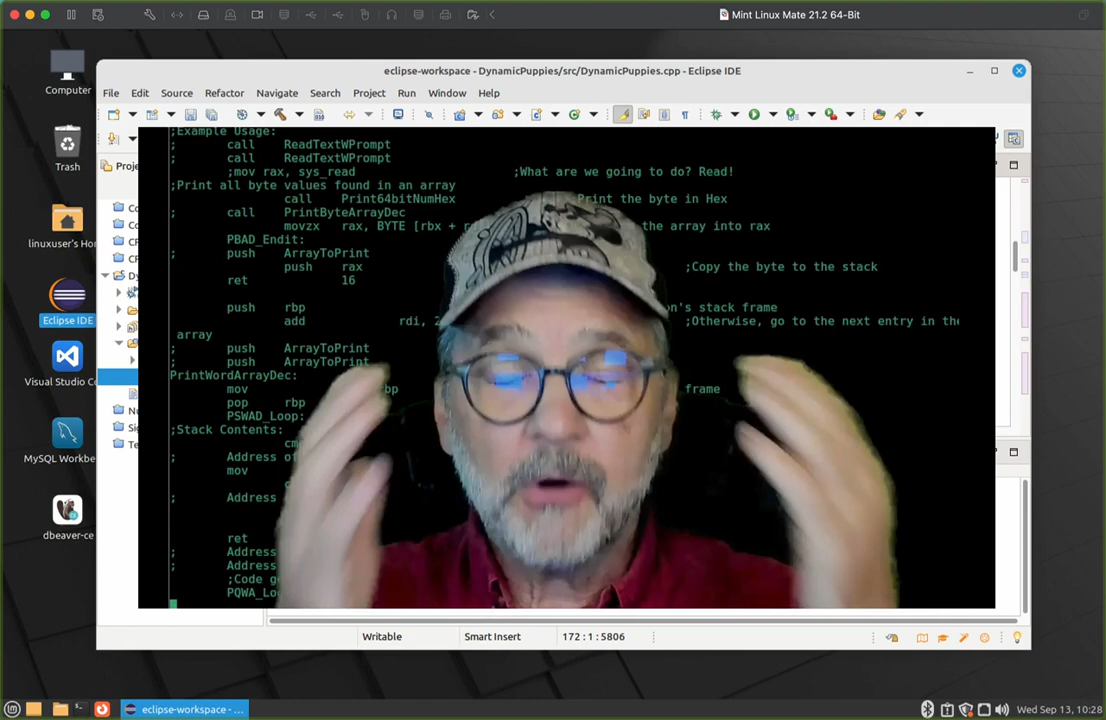 Mint Linux Mate 21.2 64-Bit
Computer
Trash
linuxuser's Hor
Eclipse IDE
Visual Studio Co
MySQL Workbe
dbeaver-ce
eclipse-workspace - DynamicPuppies/src/DynamicPuppies.cpp - Eclipse IDE
File Edit Source Refactor Navigate Search Project Run Window Help
Proje
;Example Usage:
; call ReadTextWPrompt
; call ReadTextWPrompt
;mov rax, sys_read ;What are we going to do? Read!
;Print all byte values found in an array
call Print64bitNumHex Print the byte in Hex
; call PrintByteArrayDec
movzx rax, BYTE [rbx + r the array into rax
PBAD_Endit:
; push ArrayToPrint
push rax ;Copy the byte to the stack
ret 16
push rbp on's stack frame
add rdi, 2 ;Otherwise, go to the next entry in the
array
; push ArrayToPrint
; push ArrayToPrint
PrintWordArrayDec:
mov rbp frame
pop rbp
PSWAD_Loop:
;Stack Contents:
; Address of
mov
; Address
ret
; Address
; Address
;Code g
PQWA_Lo
Writable Smart Insert 172 : 1 : 5806
eclipse-workspace - ...
Wed Sep 13, 10:28